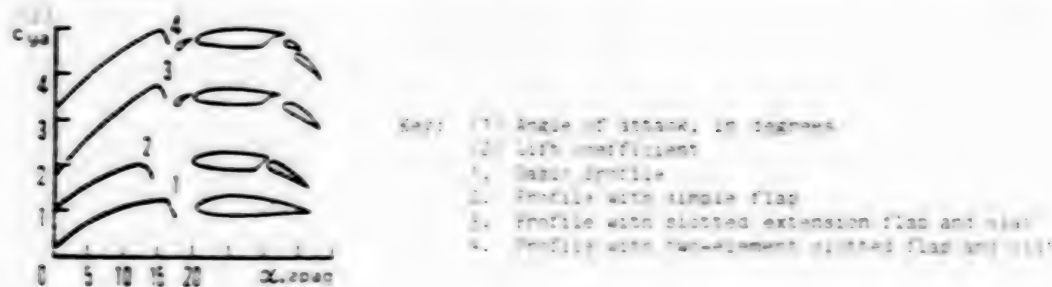 (2)
C ya
4
4
3
3
2
2
1
1
0 5 10 15 20 α, град
Key: (1) Angle of attack, in degrees
(2) Lift coefficient
1. Basic Profile
2. Profile with simple flap
3. Profile with slotted extension flap and slat
4. Profile with two-element slotted flap and